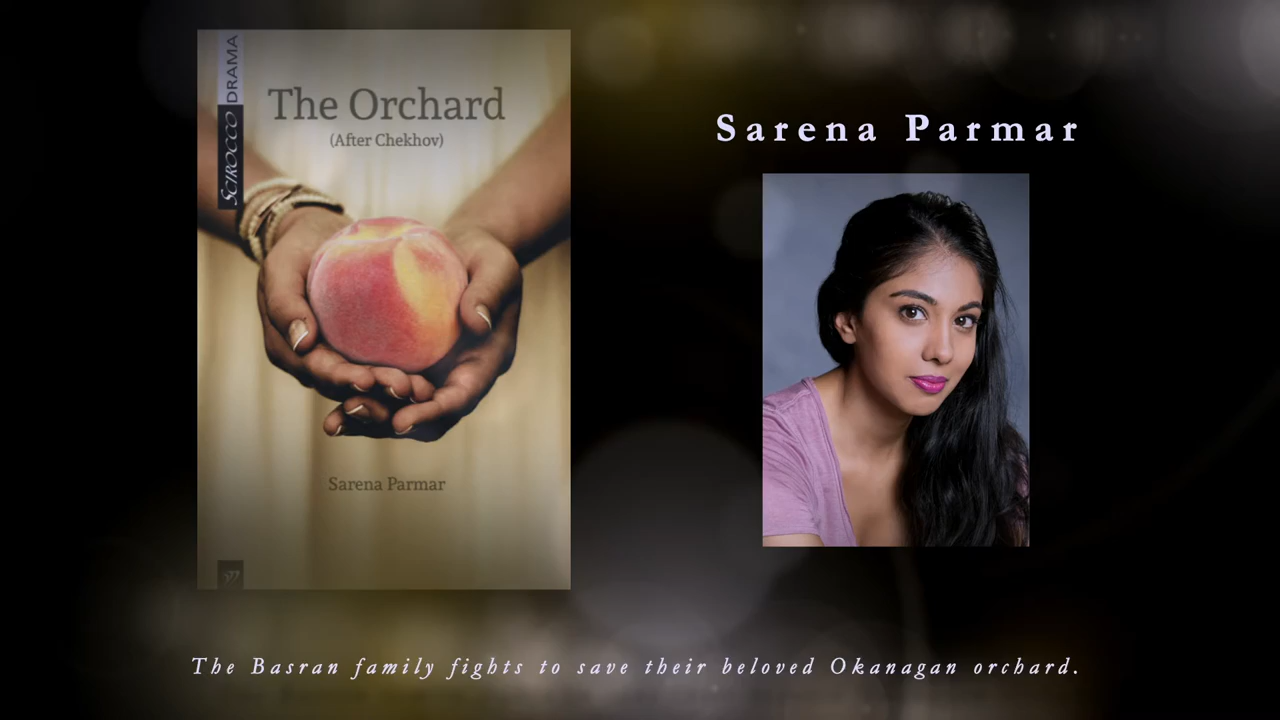 SCIROCCO DRAMA
The Orchard
(After Chekhov)
Sarena Parmar
Sarena Parmar
The Basran family fights to save their beloved Okanagan orchard.